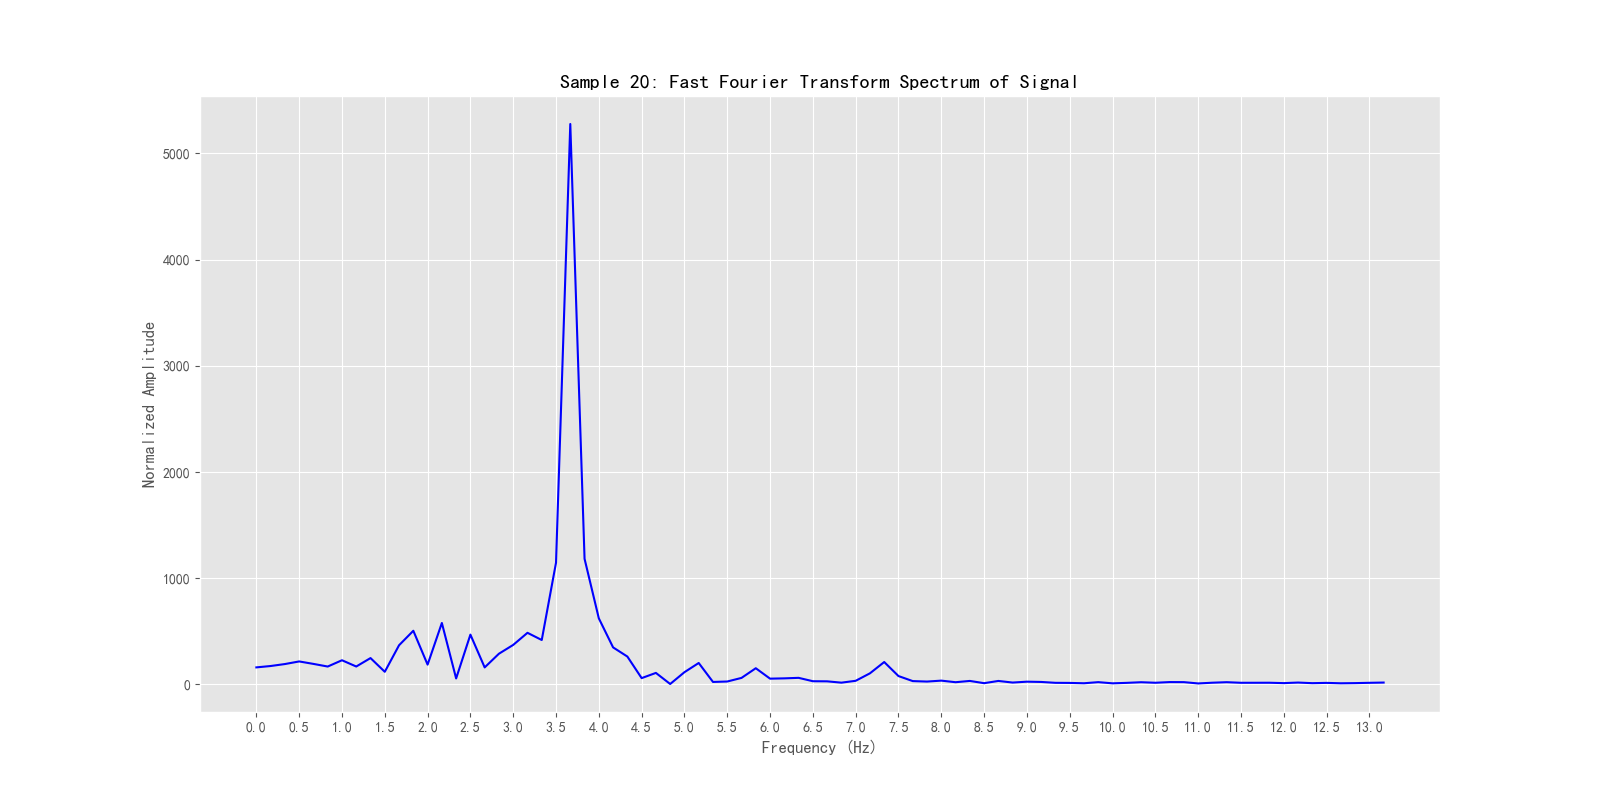 Sample 20: Fast Fourier Transform Spectrum of Signal
Normalized Amplitude
5000
4000
3000
2000
1000
0
0.0 0.5 1.0 1.5 2.0 2.5 3.0 3.5 4.0 4.5 5.0 5.5 6.0 6.5 7.0 7.5 8.0 8.5 9.0 9.5 10.0 10.5 11.0 11.5 12.0 12.5 13.0
Frequency (Hz)